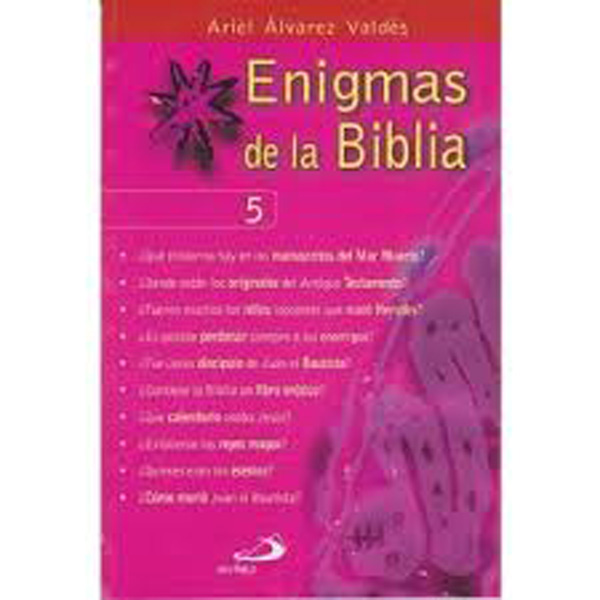 Ariel Álvarez Valdés
Enigmas
de la Biblia
5
¿Qué misterio hay en los manuscritos del Mar Muerto?
¿Dónde están los originales del Antiguo Testamento?
¿Fueron muchos los niños inocentes que mató Herodes?
¿Es posible perdonar siempre a los enemigos?
¿Fue Jesús discípulo de Juan el Bautista?
¿Contiene la Biblia un libro erótico?
¿Qué calendario usaba Jesús?
¿Existieron los reyes magos?
¿Quiénes eran los esenios?
¿Cómo murió Juan el Bautista?
SAN PABLO